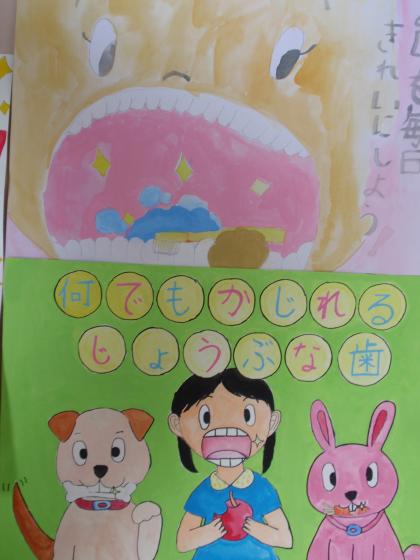 歯も毎日
きれいにしよう!
何でもかじれる
じょうぶな歯